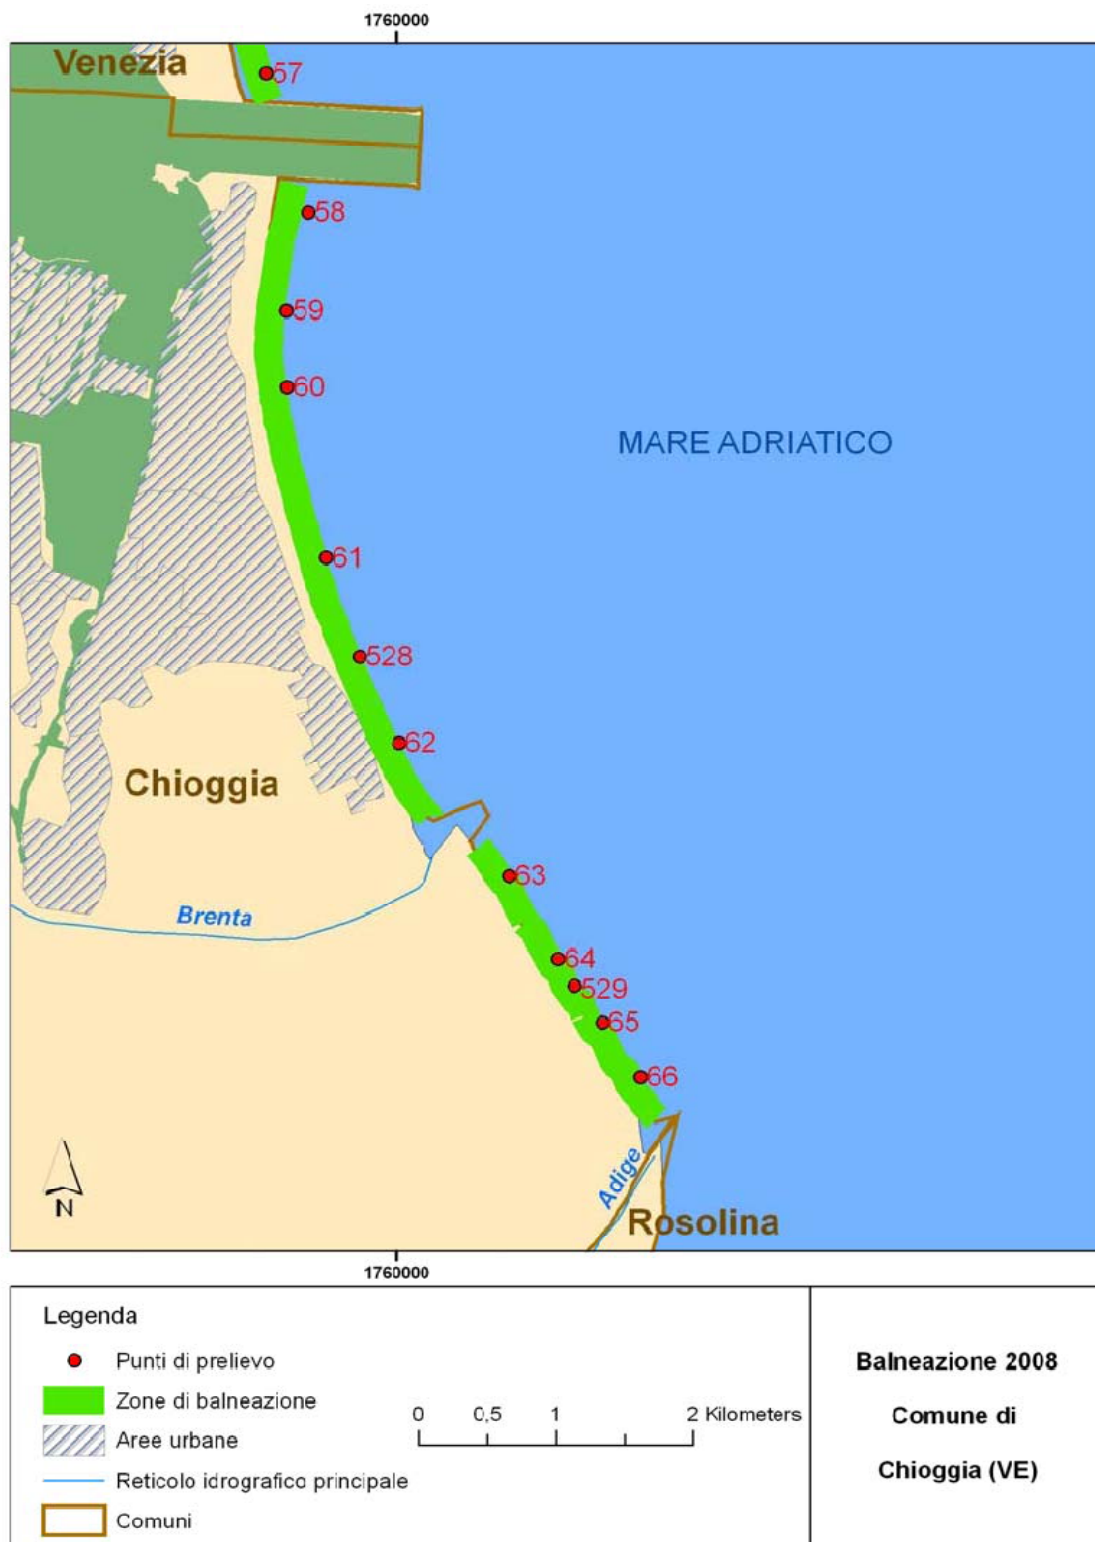 1760000
Venezia
57
58
59
60
MARE ADRIATICO
61
528
62
Chioggia
63
Brenta
64
529
65
66
Adige
N
Rosolina
1760000
Legenda
Punti di prelievo
Zone di balneazione
Aree urbane
Reticolo idrografico principale
Comuni
0 0,5 1 2 Kilometers
Balneazione 2008
Comune di
Chioggia (VE)